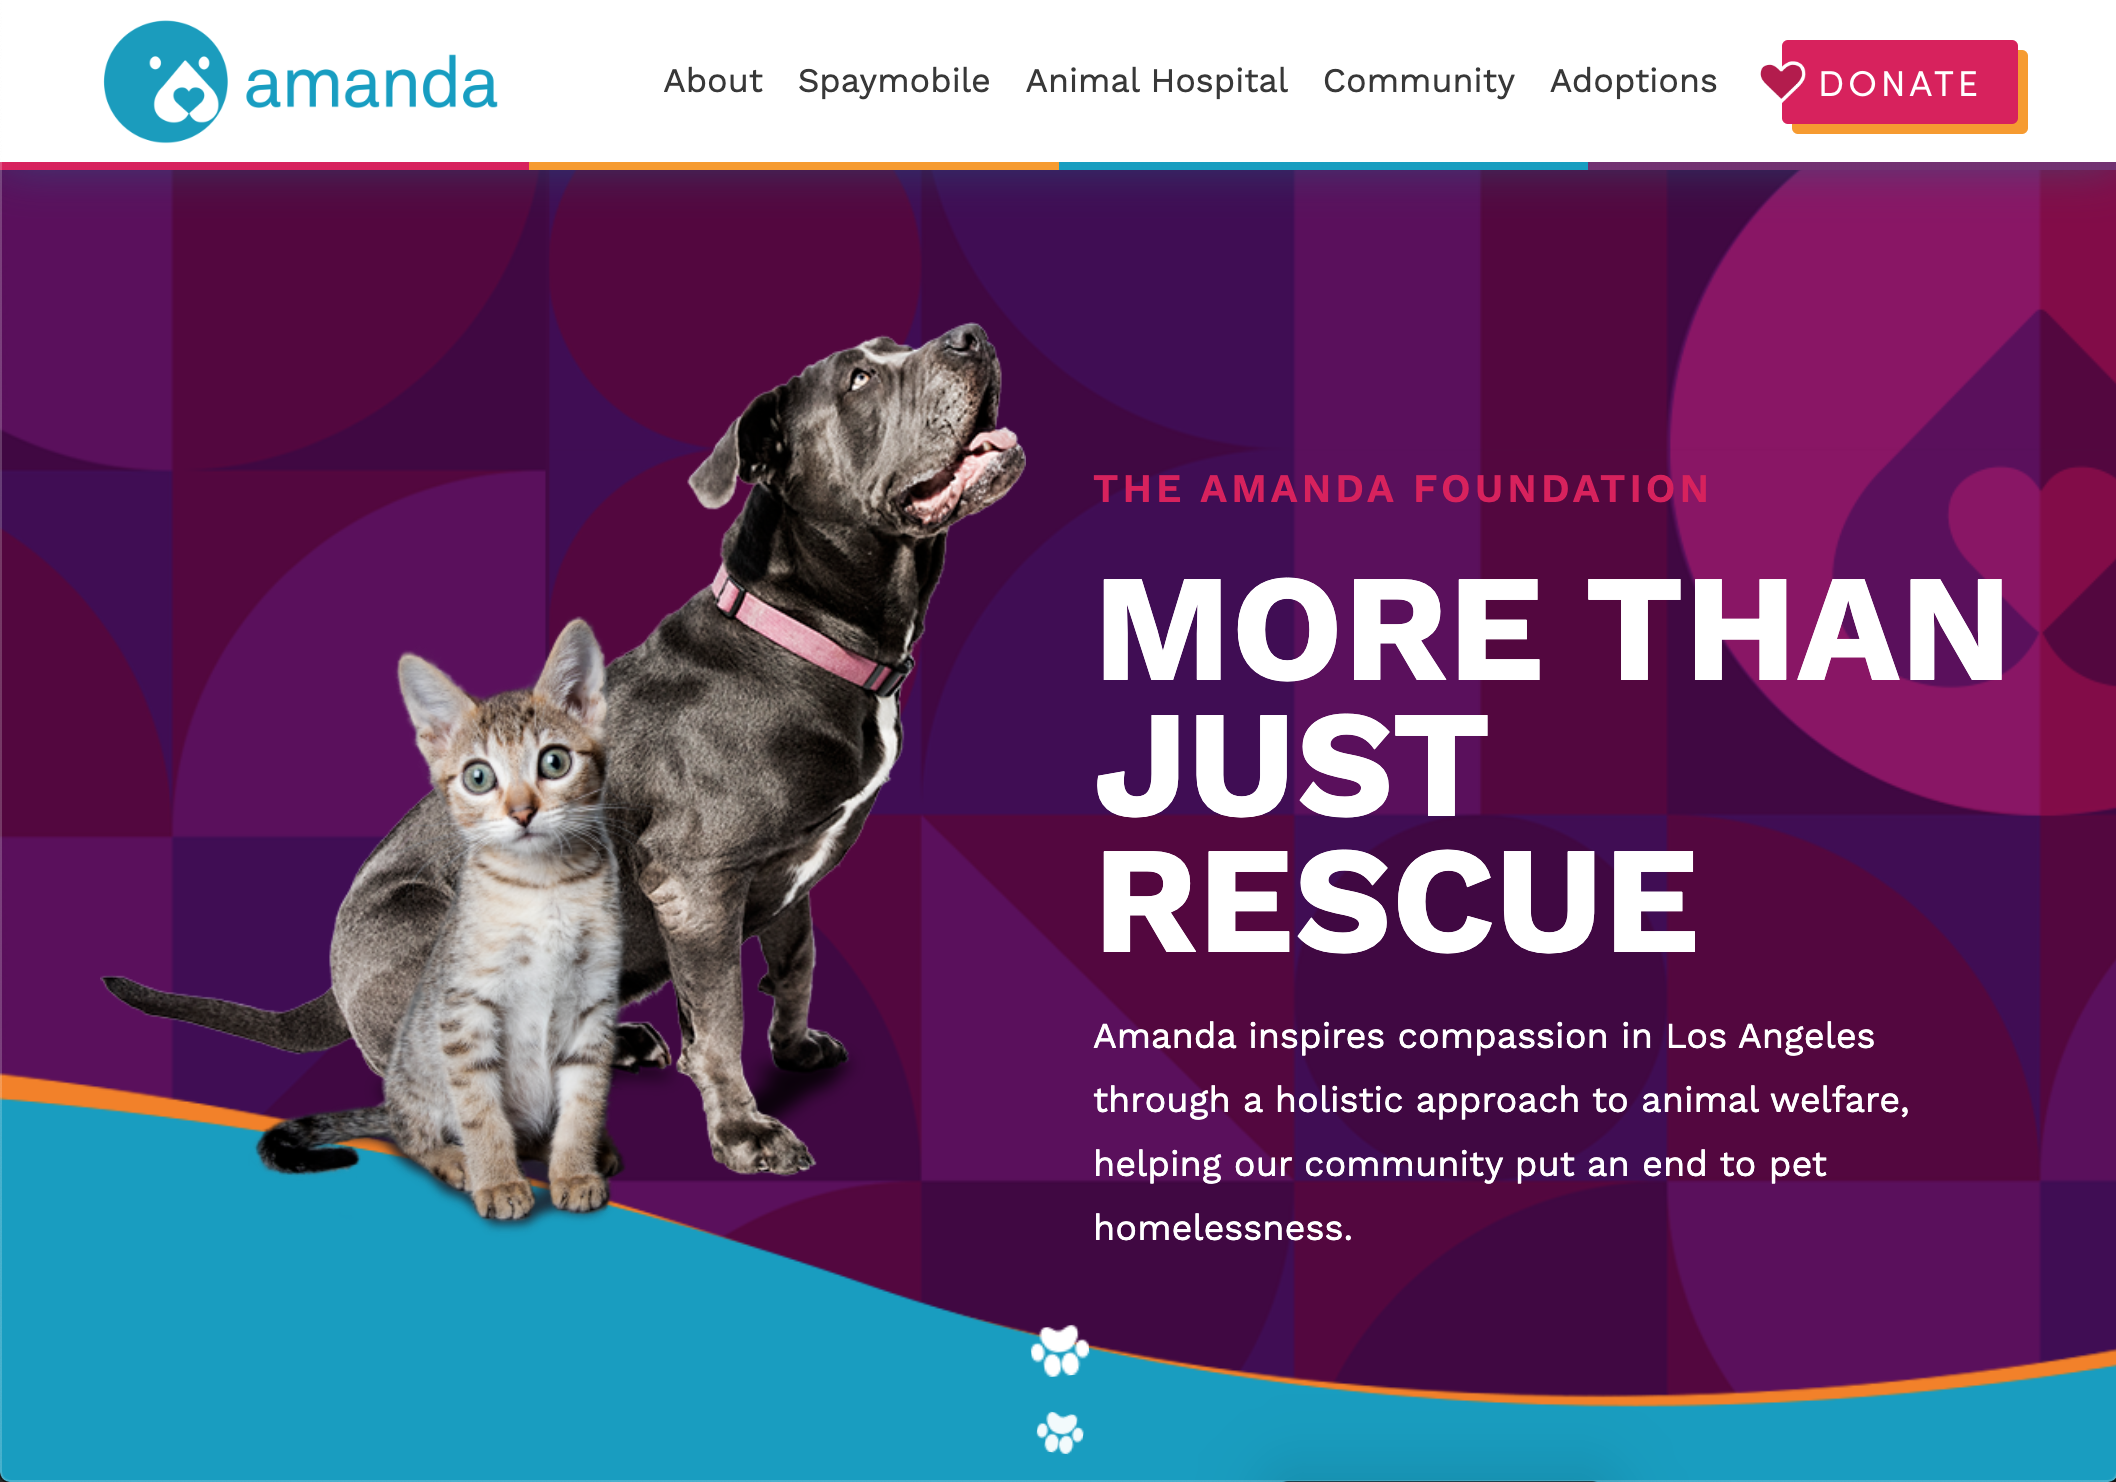 amanda
About Spaymobile Animal Hospital Community Adoptions DONATE
THE AMANDA FOUNDATION
MORE THAN
JUST
RESCUE
Amanda inspires compassion in Los Angeles
through a holistic approach to animal welfare,
helping our community put an end to pet
homelessness.